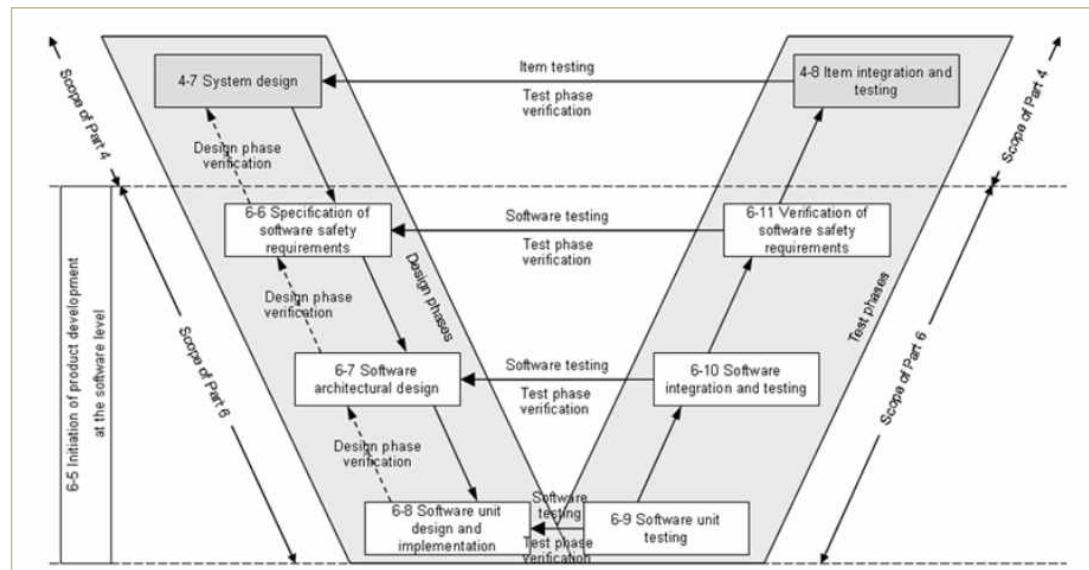 Scope of Part 4
4-7 System design
Item testing
Test phase
verification
4-8 Item integration and
testing
Scope of Part 4
Design phase
verification
6-6 Specification of
software safety
requirements
Software testing
Test phase
verification
6-11 Verification of
software safety
requirements
Design phases
Test phases
Design phase
verification
6-5 Initiation of product development
at the software level
Scope of Part 6
6-7 Software
architectural design
Software testing
Test phase
verification
6-10 Software
integration and testing
Scope of Part 6
Design phase
verification
6-8 Software unit
design and
implementation
Software
testing
Test phase
verification
6-9 Software unit
testing